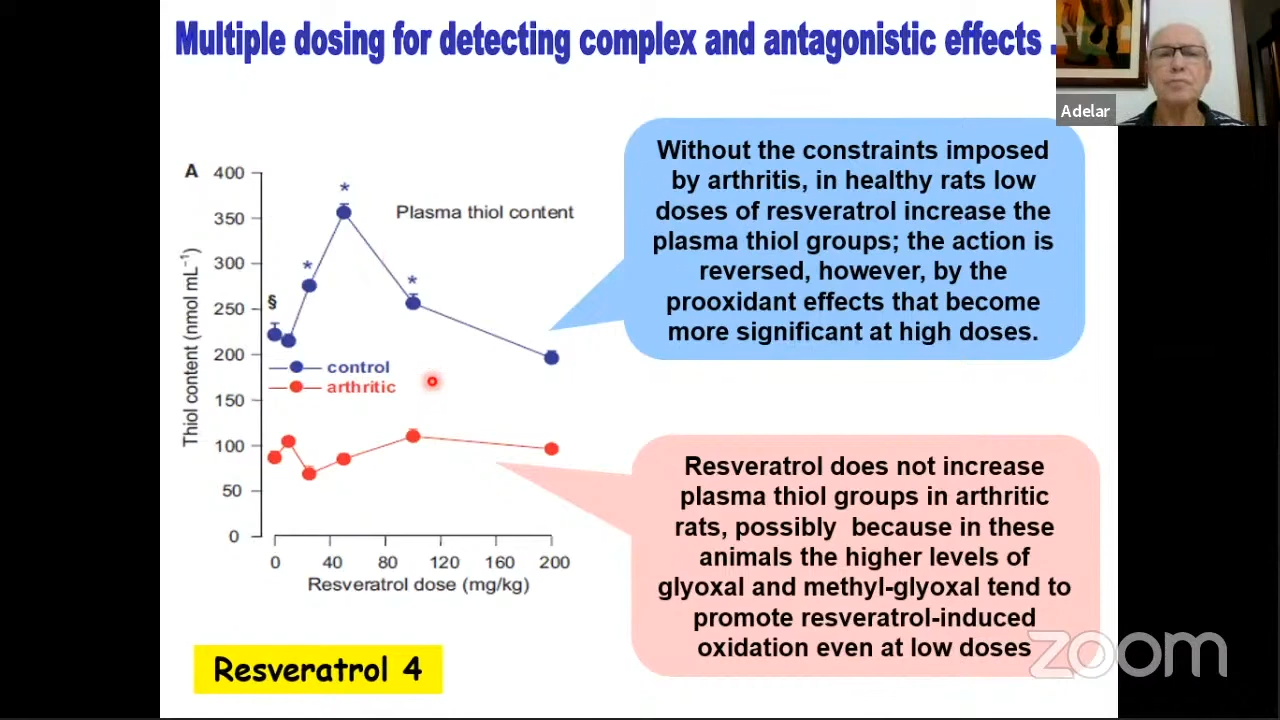 Multiple dosing for detecting complex and antagonistic effects .
Adelar
Without the constraints imposed
by arthritis, in healthy rats low
doses of resveratrol increase the
plasma thiol groups; the action is
reversed, however, by the
prooxidant effects that become
more significant at high doses.
A
Plasma thiol content
Thiol content (nmol mL⁻¹)
400
350
300
250
200
150
100
50
0
*
*
*
§
control
arthritic
0 40 80 120 160 200
Resveratrol dose (mg/kg)
Resveratrol does not increase
plasma thiol groups in arthritic
rats, possibly because in these
animals the higher levels of
glyoxal and methyl-glyoxal tend to
promote resveratrol-induced
oxidation even at low doses
Resveratrol 4
zoom